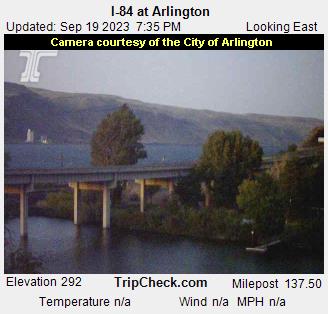 I-84 at Arlington
Updated: Sep 19 2023 7:35 PM Looking East
Camera courtesy of the City of Arlington
Elevation 292 TripCheck.com Milepost 137.50
Temperature n/a Wind n/a MPH n/a